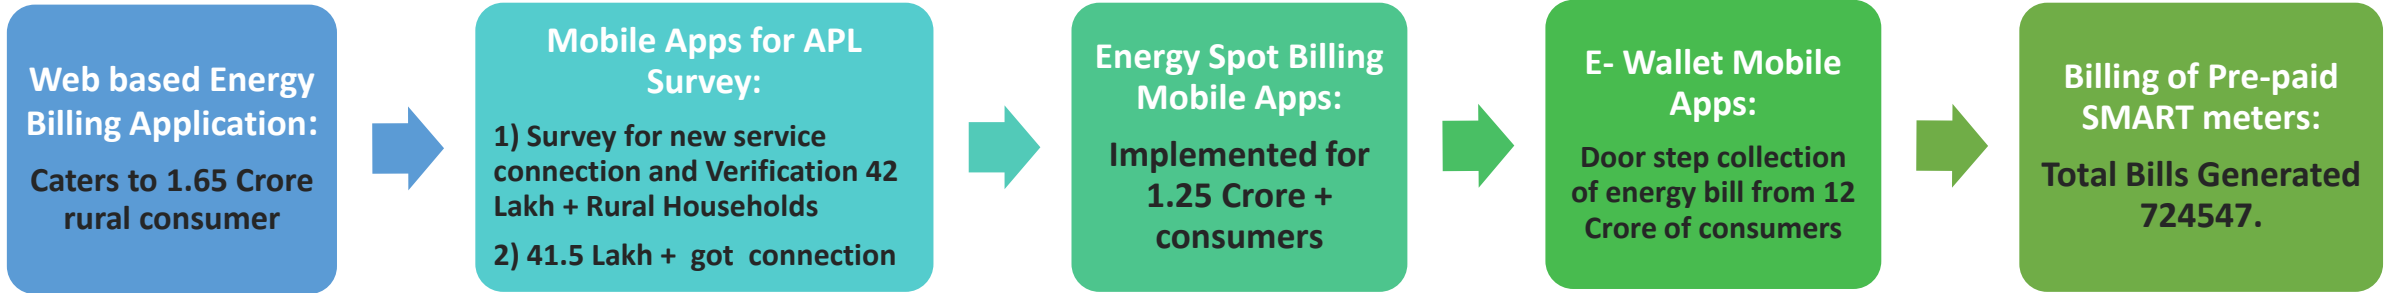 Web based Energy
Billing Application:
Caters to 1.65 Crore
rural consumer
Mobile Apps for APL
Survey:
1) Survey for new service
connection and Verification 42
Lakh + Rural Households
2) 41.5 Lakh + got connection
Energy Spot Billing
Mobile Apps:
Implemented for
1.25 Crore +
consumers
E- Wallet Mobile
Apps:
Door step collection
of energy bill from 12
Crore of consumers
Billing of Pre-paid
SMART meters:
Total Bills Generated
724547.